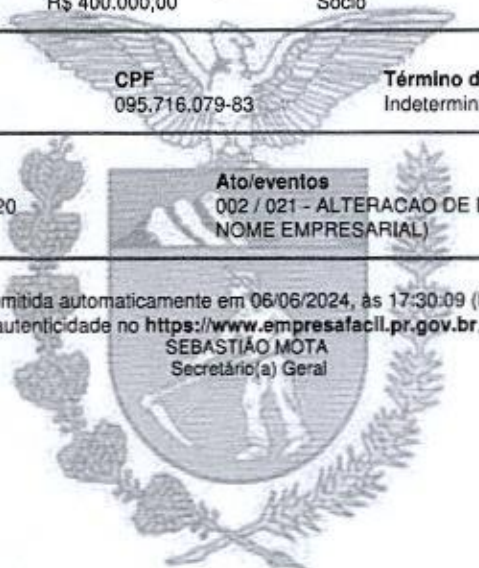 R$ 400.000,00 Sócio
CPF Término d
095.716.079-83 Indetermin
20 Ato/eventos
002 / 021 - ALTERACAO DE
NOME EMPRESARIAL)
mitida automaticamente em 06/06/2024, às 17:30:09 (
autenticidade no https://www.empresafacil.pr.gov.br,
SEBASTIÃO MOTA
Secretário(a) Geral